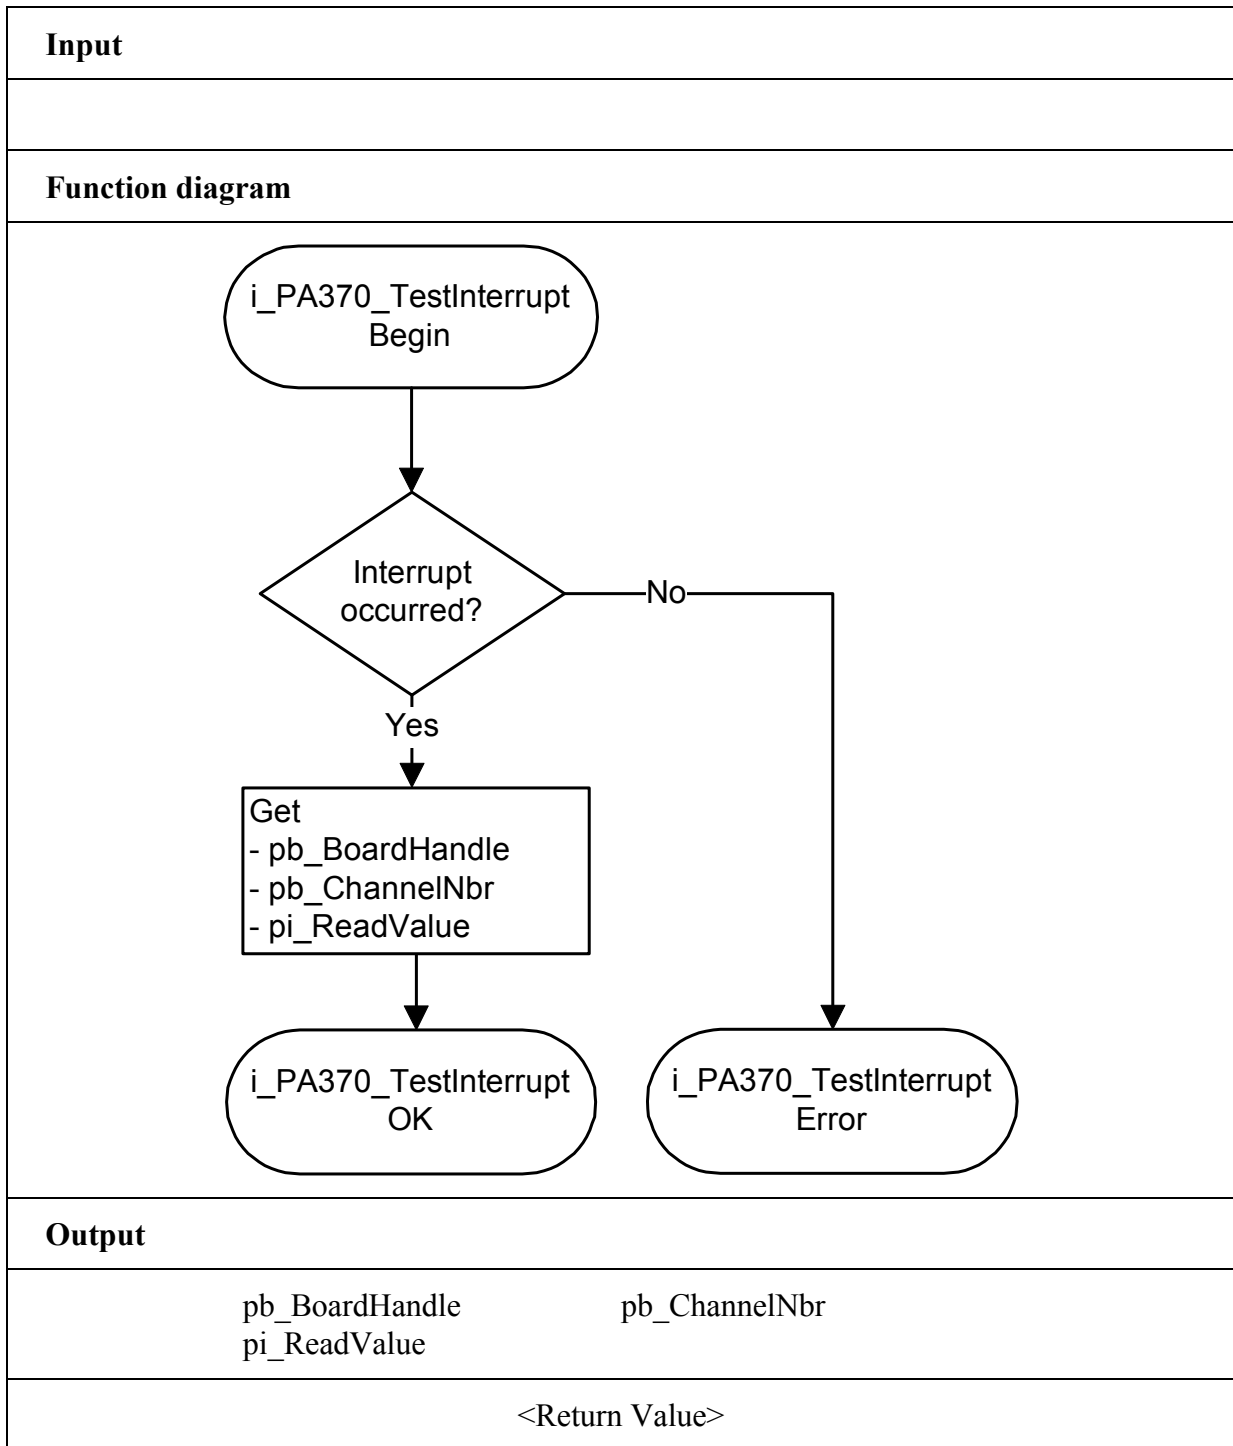 Input
Function diagram
i_PA370_TestInterrupt
Begin
Interrupt
occurred?
No
Yes
Get
- pb_BoardHandle
- pb_ChannelNbr
- pi_ReadValue
i_PA370_TestInterrupt
OK
i_PA370_TestInterrupt
Error
Output
pb_BoardHandle pb_ChannelNbr
pi_ReadValue
<Return Value>